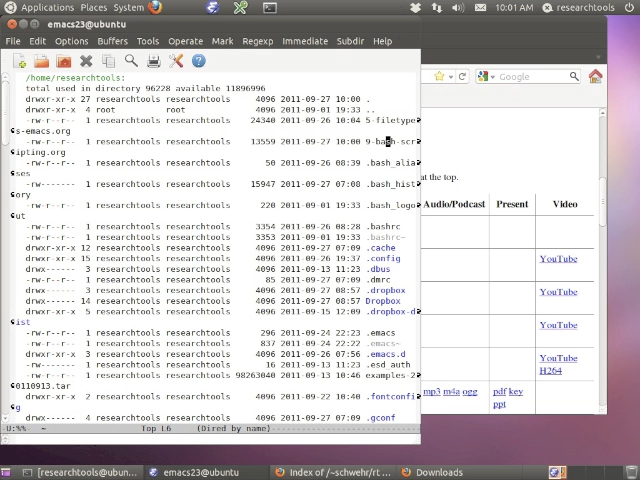 Applications Places System 10:01 AM researchtools
emacs23@ubuntu
File Edit Options Buffers Tools Operate Mark Regexp Immediate Subdir Help
Google
/home/researchtools:
total used in directory 96228 available 11896996
drwxr-xr-x 27 researchtools researchtools 4096 2011-09-27 10:00 .
drwxr-xr-x 4 root root 4096 2011-09-01 19:33 ..
-rw-r--r-- 1 researchtools researchtools 24340 2011-09-26 10:04 5-filetype
s-emacs.org
-rw-r--r-- 1 researchtools researchtools 13559 2011-09-27 10:00 9-bash-scr
ipting.org
-rw-r--r-- 1 researchtools researchtools 50 2011-09-26 08:39 .bash_alia
ses
-rw------- 1 researchtools researchtools 15947 2011-09-27 07:08 .bash_hist
ory
-rw-r--r-- 1 researchtools researchtools 220 2011-09-01 19:33 .bash_logo
ut
-rw-r--r-- 1 researchtools researchtools 3354 2011-09-26 08:28 .bashrc
-rw-r--r-- 1 researchtools researchtools 3353 2011-09-01 19:33 .bashrc~
drwxr-xr-x 12 researchtools researchtools 4096 2011-09-27 07:09 .cache
drwxr-xr-x 15 researchtools researchtools 4096 2011-09-26 19:37 .config
drwx------ 3 researchtools researchtools 4096 2011-09-13 11:23 .dbus
-rw------- 1 researchtools researchtools 85 2011-09-27 07:09 .dmrc
drwxr-xr-x 3 researchtools researchtools 4096 2011-09-27 08:57 .dropbox
drwx------ 14 researchtools researchtools 4096 2011-09-27 08:57 Dropbox
drwxr-xr-x 5 researchtools researchtools 4096 2011-09-15 12:09 .dropbox-d
ist
-rw-r--r-- 1 researchtools researchtools 296 2011-09-24 22:23 .emacs
-rw-r--r-- 1 researchtools researchtools 837 2011-09-24 22:22 .emacs~
drwx------ 3 researchtools researchtools 4096 2011-09-26 07:56 .emacs.d
-rw------- 1 researchtools researchtools 16 2011-09-13 11:23 .esd_auth
-rw-r--r-- 1 researchtools researchtools 98263040 2011-09-13 10:46 examples-2
0110913.tar
drwxr-xr-x 2 researchtools researchtools 4096 2011-09-22 10:40 .fontconfi
g
drwx------ 4 researchtools researchtools 4096 2011-09-27 07:09 .gconf
-U:%%- ~ Top L6 (Dired by name)
at the top.
Audio/Podcast Present Video
YouTube
YouTube
YouTube
YouTube
H264
mp3 m4a ogg pdf key
ppt
[researchtools@ubun... emacs23@ubuntu Index of /~schwehr/rt ... Downloads